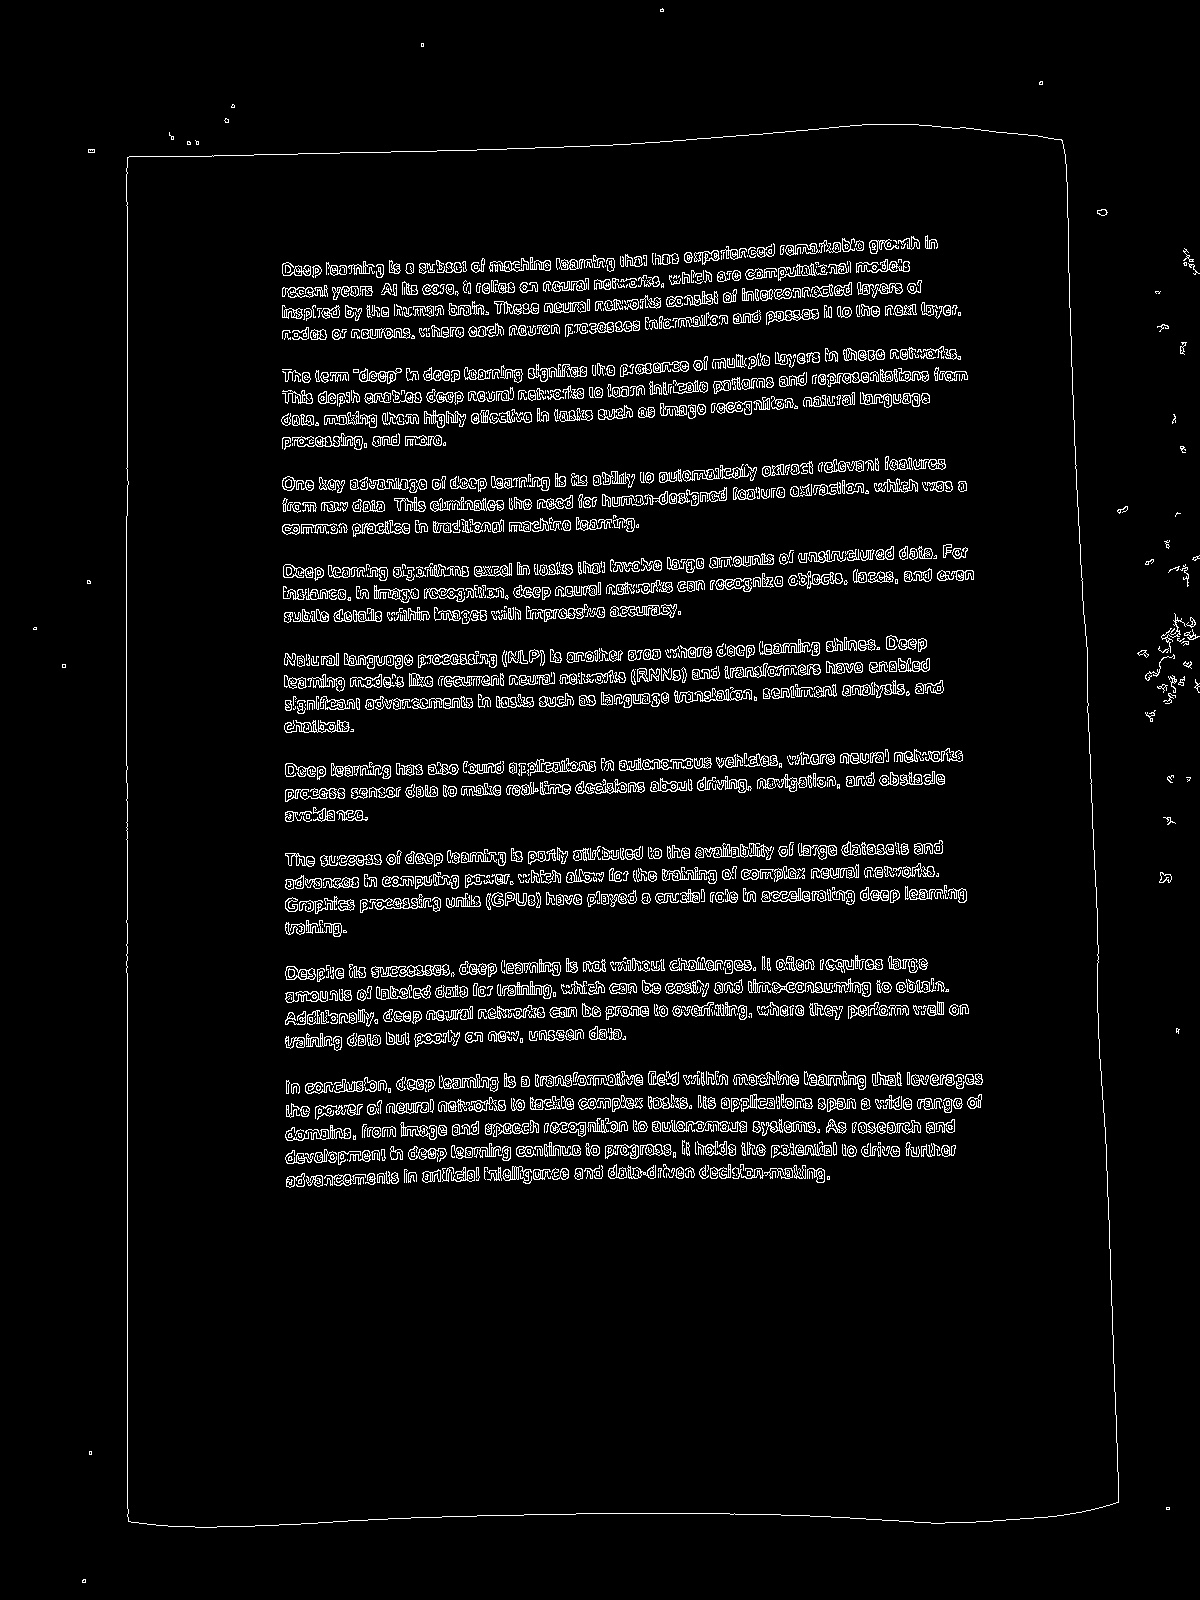 Deep learning is a subset of machine learning that has experienced remarkable growth in
recent years. At its core, it relies on neural networks, which are computational models
inspired by the human brain. These neural networks consist of interconnected layers of
nodes or neurons, where each neuron processes information and passes it to the next layer.
The term "deep" in deep learning signifies the presence of multiple layers in these networks.
This depth enables deep neural networks to learn intricate patterns and representations from
data, making them highly effective in tasks such as image recognition, natural language
processing, and more.
One key advantage of deep learning is its ability to automatically extract relevant features
from raw data. This eliminates the need for human-designed feature extraction, which was a
common practice in traditional machine learning.
Deep learning algorithms excel in tasks that involve large amounts of unstructured data. For
instance, in image recognition, deep neural networks can recognize objects, faces, and even
subtle details within images with impressive accuracy.
Natural language processing (NLP) is another area where deep learning shines. Deep
learning models like recurrent neural networks (RNNs) and transformers have enabled
significant advancements in tasks such as language translation, sentiment analysis, and
chatbots.
Deep learning has also found applications in autonomous vehicles, where neural networks
process sensor data to make real-time decisions about driving, navigation, and obstacle
avoidance.
The success of deep learning is partly attributed to the availability of large datasets and
advances in computing power, which allow for the training of complex neural networks.
Graphics processing units (GPUs) have played a crucial role in accelerating deep learning
training.
Despite its successes, deep learning is not without challenges. It often requires large
amounts of labeled data for training, which can be costly and time-consuming to obtain.
Additionally, deep neural networks can be prone to overfitting, where they perform well on
training data but poorly on new, unseen data.
In conclusion, deep learning is a transformative field within machine learning that leverages
the power of neural networks to tackle complex tasks. Its applications span a wide range of
domains, from image and speech recognition to autonomous systems. As research and
development in deep learning continue to progress, it holds the potential to drive further
advancements in artificial intelligence and data-driven decision-making.